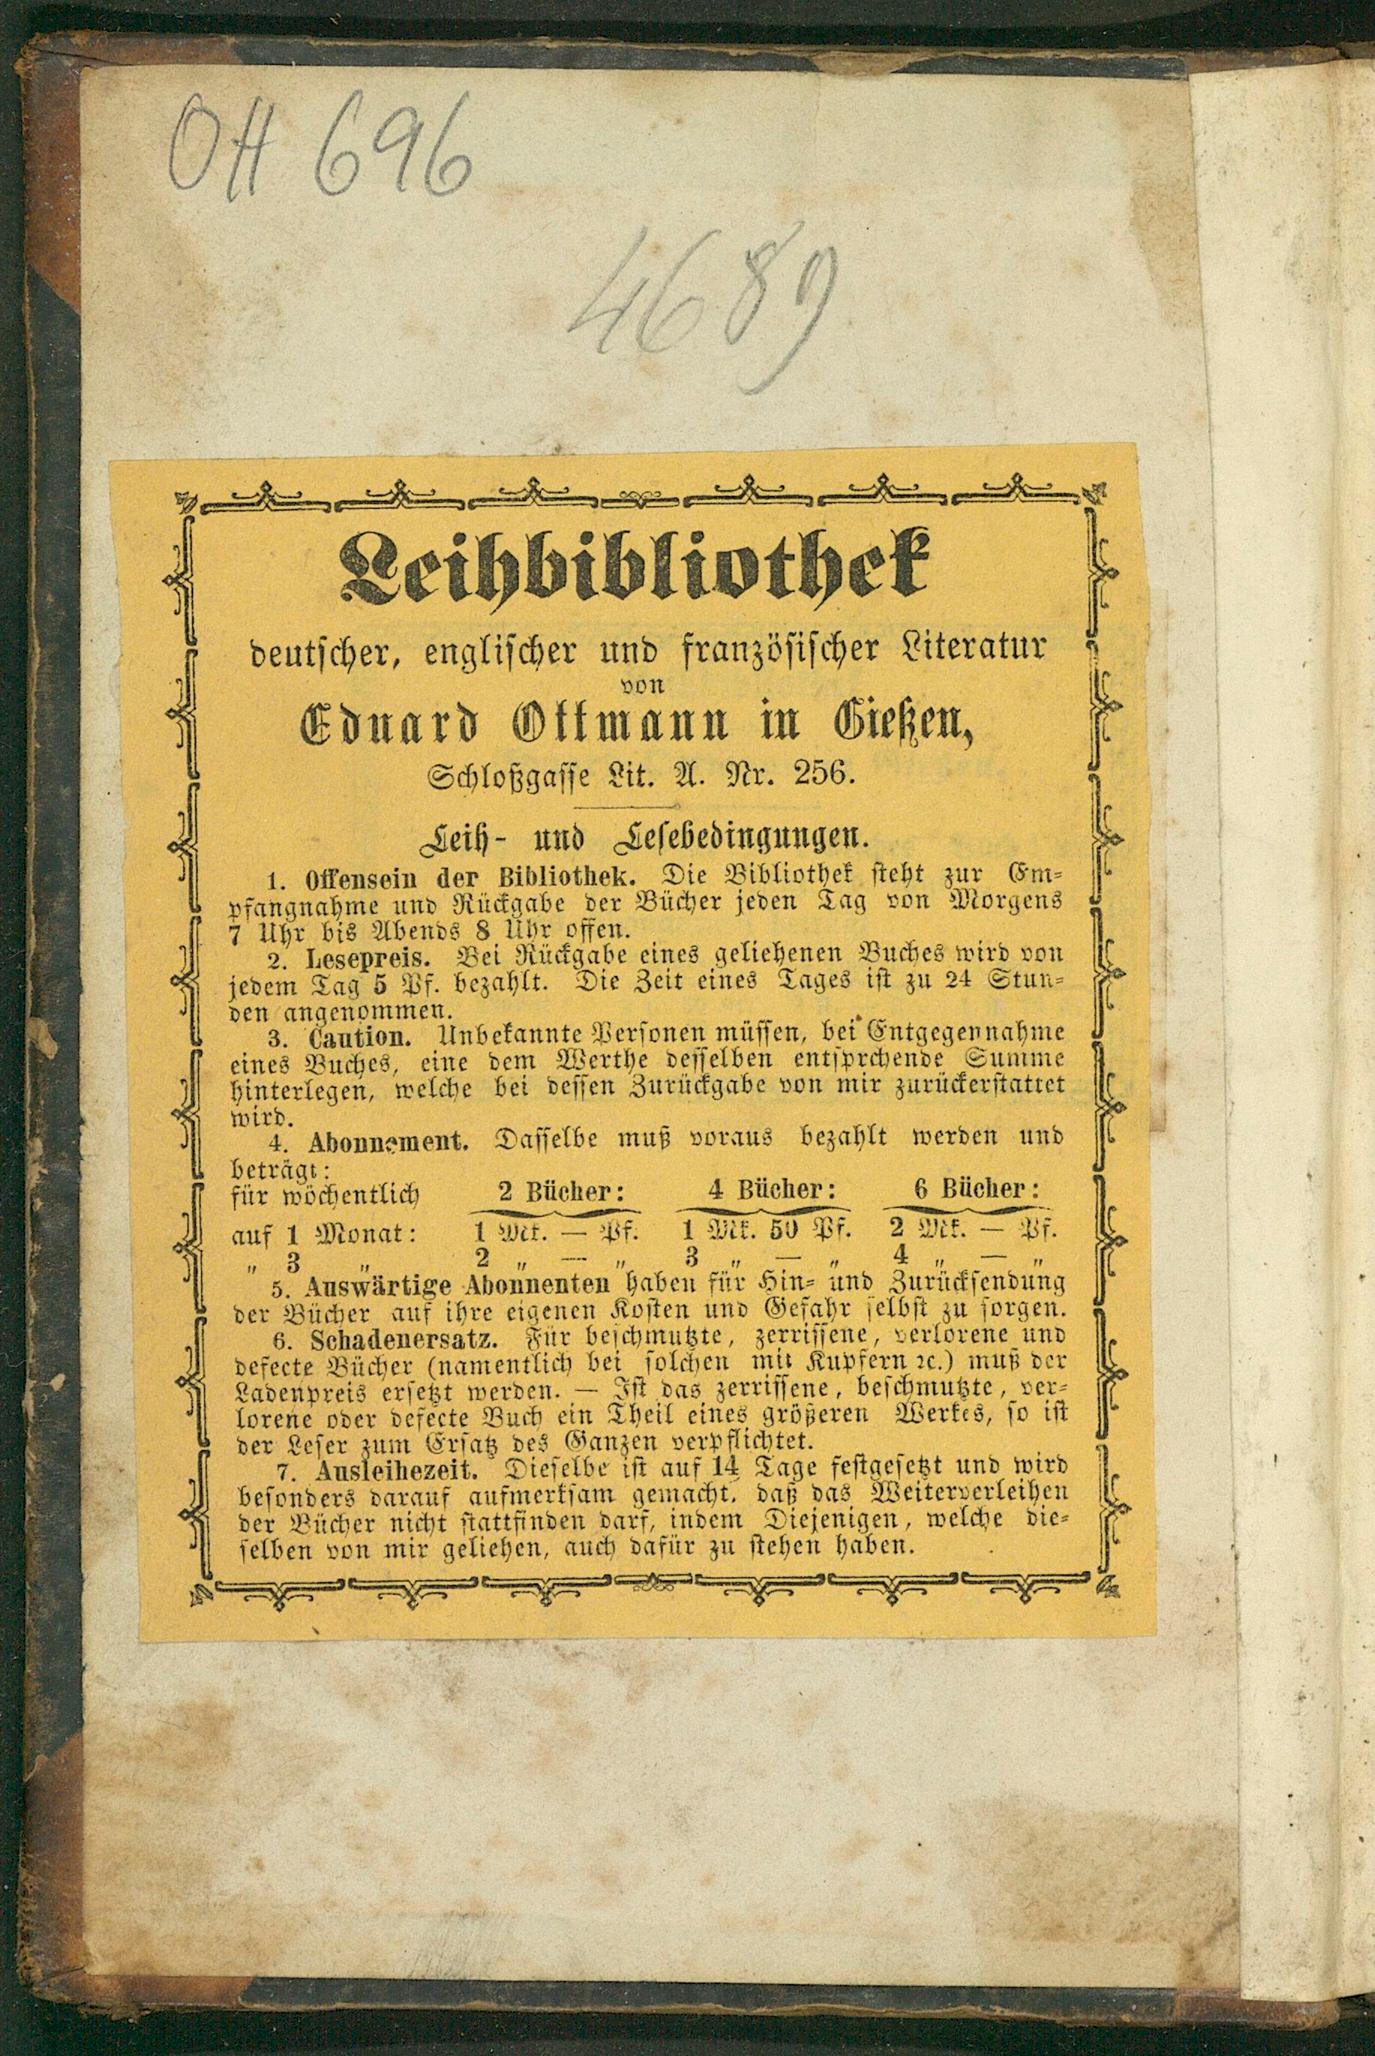 OH 696
4689
Leihbibliothek
deutscher, englischer und französischer Literatur
von
Eduard Ottmann in Gießen,
Schloßgasse Lit. A. Nr. 256.
Leih- und Lesebedingungen.
1. Offensein der Bibliothek. Die Bibliothek steht zur Em-
pfangnahme und Rückgabe der Bücher jeden Tag von Morgens
7 Uhr bis Abends 8 Uhr offen.
2. Lesepreis. Bei Rückgabe eines geliehenen Buches wird von
jedem Tag 5 Pf. bezahlt. Die Zeit eines Tages ist zu 24 Stun-
den angenommen.
3. Caution. Unbekannte Personen müssen, bei Entgegennahme
eines Buches, eine dem Werthe desselben entsprchende Summe
hinterlegen, welche bei dessen Zurückgabe von mir zurückerstattet
wird.
4. Abonnement. Dasselbe muß voraus bezahlt werden und
beträgt:
für wöchentlich 2 Bücher: 4 Bücher: 6 Bücher:
auf 1 Monat: 1 Mk. — Pf. 1 Mk. 50 Pf. 2 Mk. — Pf.
„ 3 „ 2 „ — „ 3 „ — „ 4 „ — „
5. Auswärtige Abonnenten haben für Hin- und Zurücksendung
der Bücher auf ihre eigenen Kosten und Gefahr selbst zu sorgen.
6. Schadenersatz. Für beschmutzte, zerrissene, verlorene und
defecte Bücher (namentlich bei solchen mit Kupfern ꝛc.) muß der
Ladenpreis ersetzt werden. — Ist das zerrissene, beschmutzte, ver-
lorene oder defecte Buch ein Theil eines größeren Werkes, so ist
der Leser zum Ersatz des Ganzen verpflichtet.
7. Ausleihezeit. Dieselbe ist auf 14 Tage festgesetzt und wird
besonders darauf aufmerksam gemacht, daß das Weiterverleihen
der Bücher nicht stattfinden darf, indem Diejenigen, welche die-
selben von mir geliehen, auch dafür zu stehen haben.